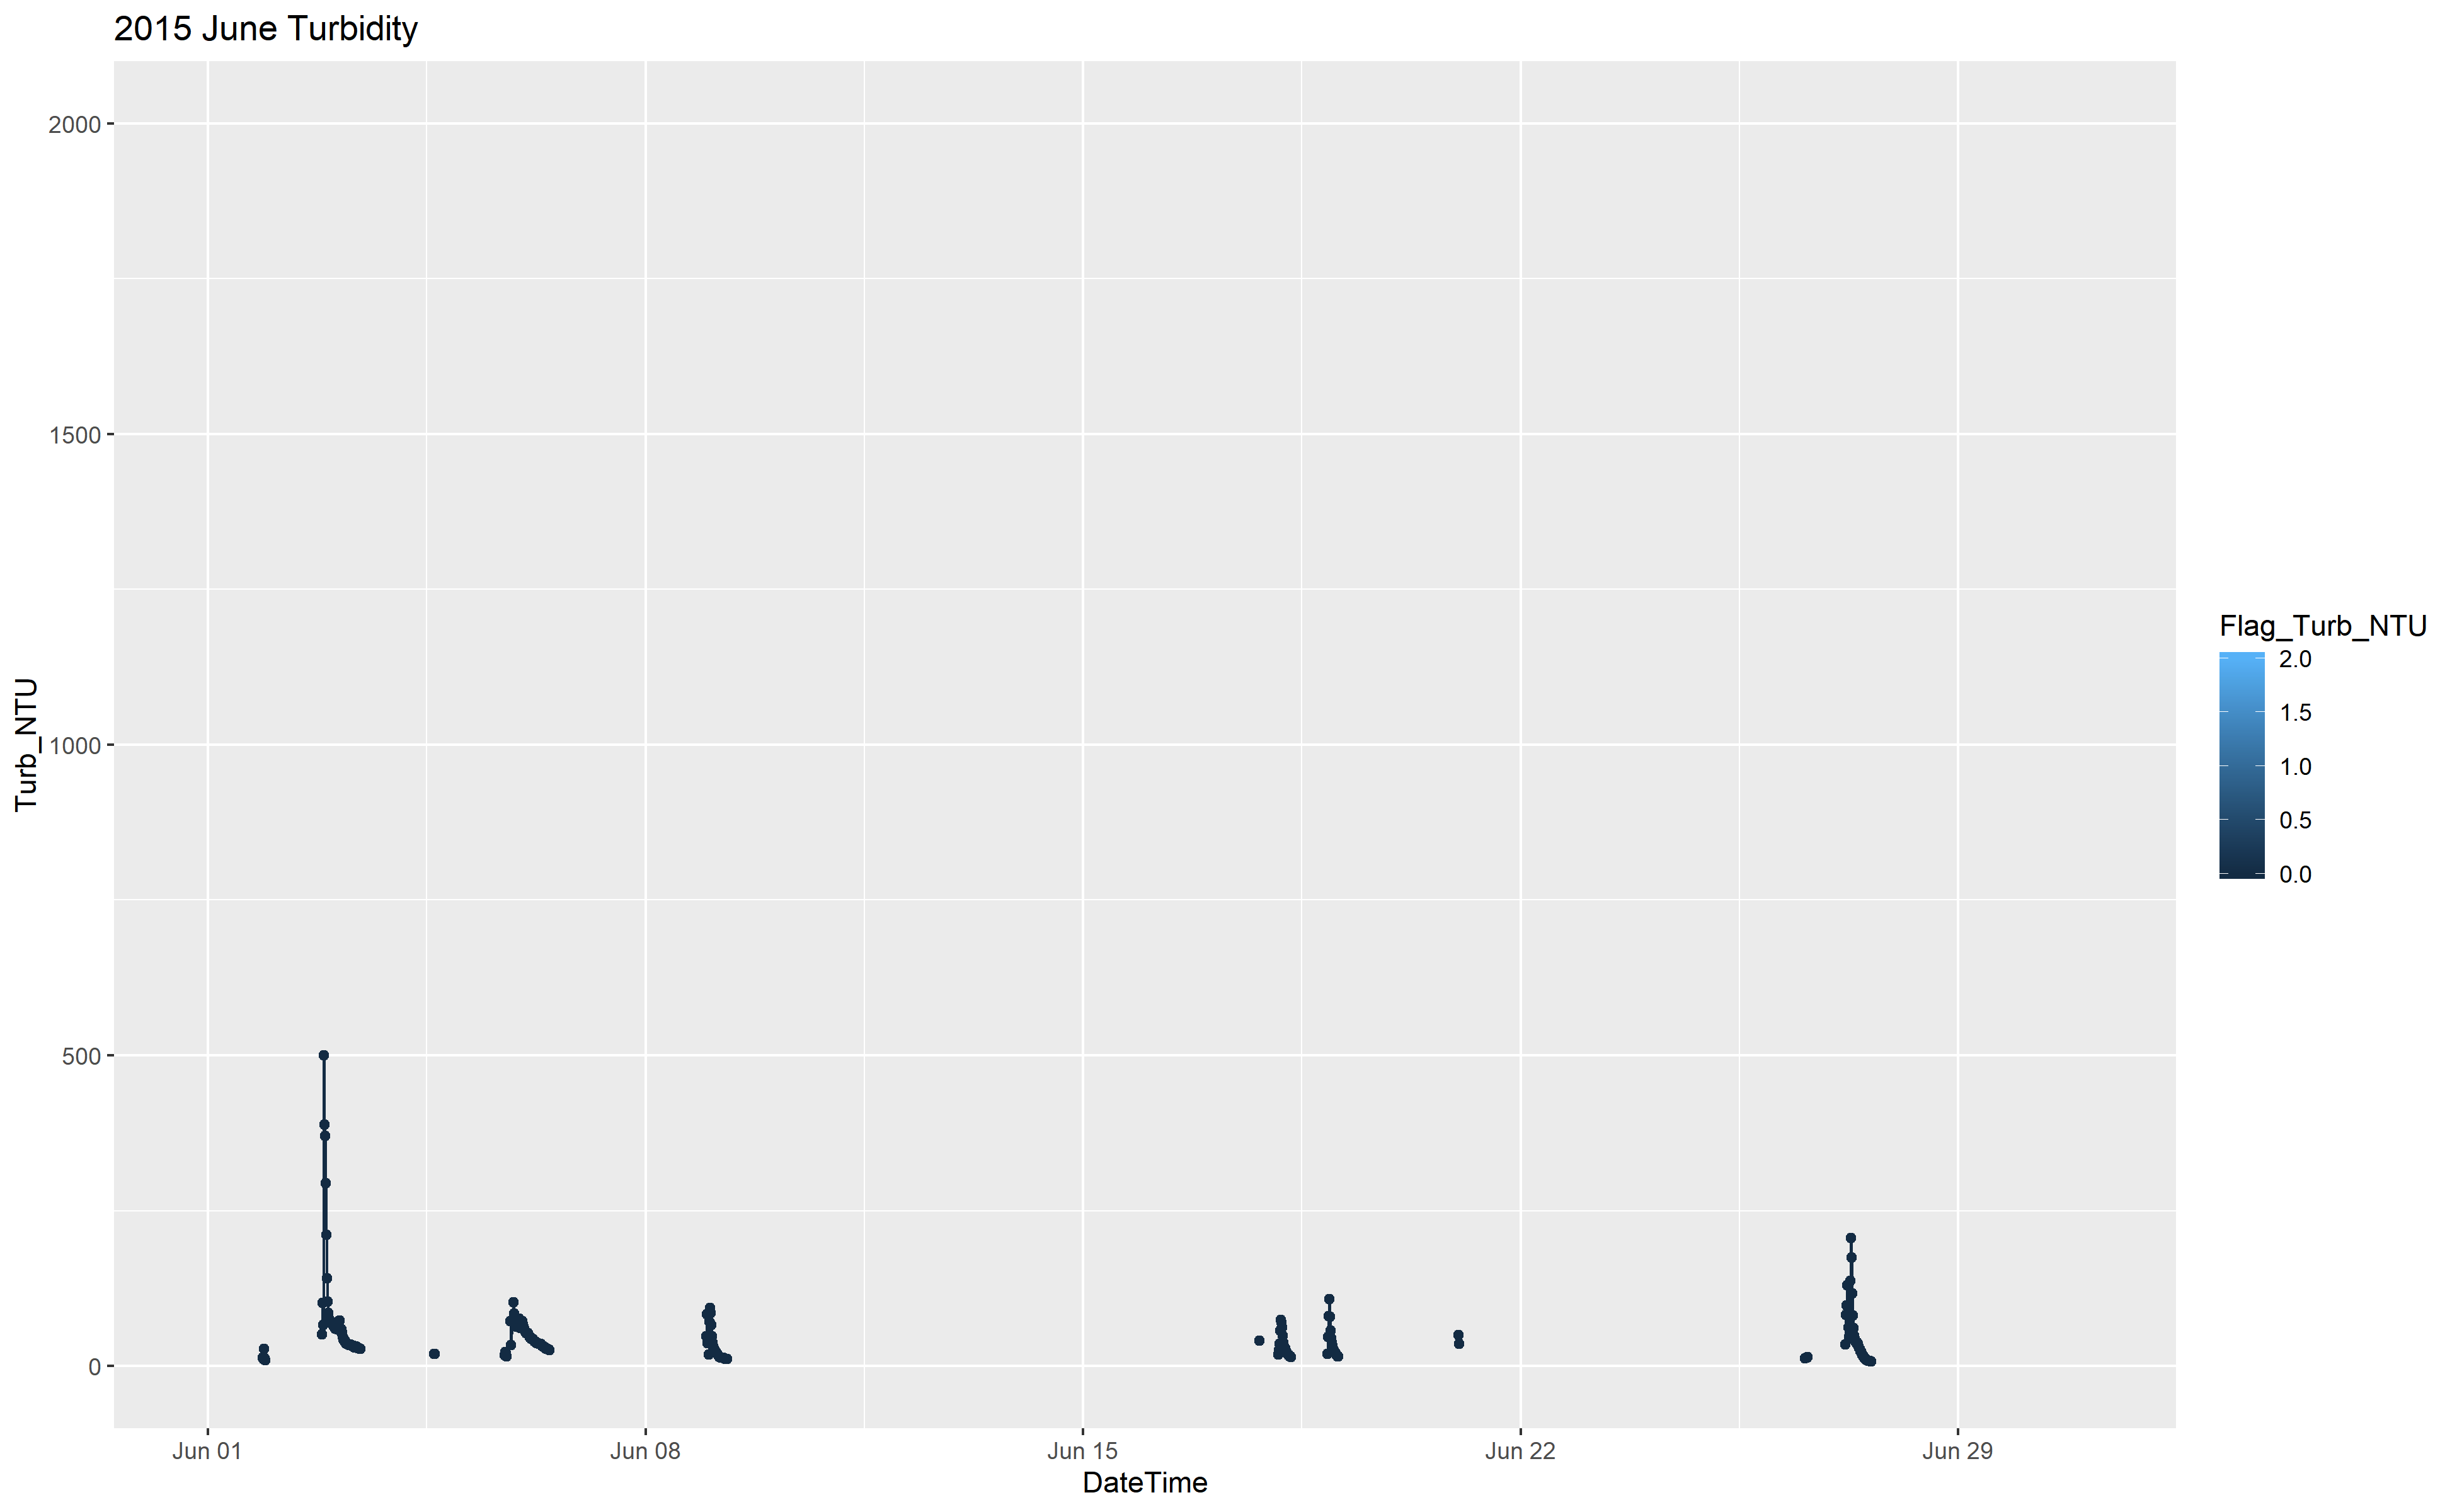 2015 June Turbidity
2000
1500
1000
500
0
Turb_NTU
Jun 01
Jun 08
Jun 15
Jun 22
Jun 29
DateTime
Flag_Turb_NTU
2.0
1.5
1.0
0.5
0.0